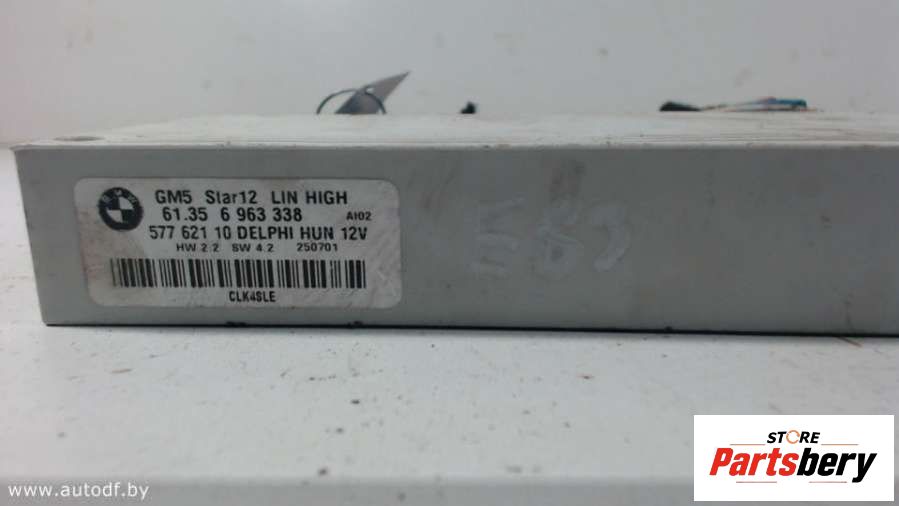 GM5 Star12 LIN HIGH
61.35 6 963 338 AI02
577 621 10 DELPHI HUN 12V
HW 2.2 SW 4.2 250701
CLK4SLE
www.autodf.by
STORE
Partsbery